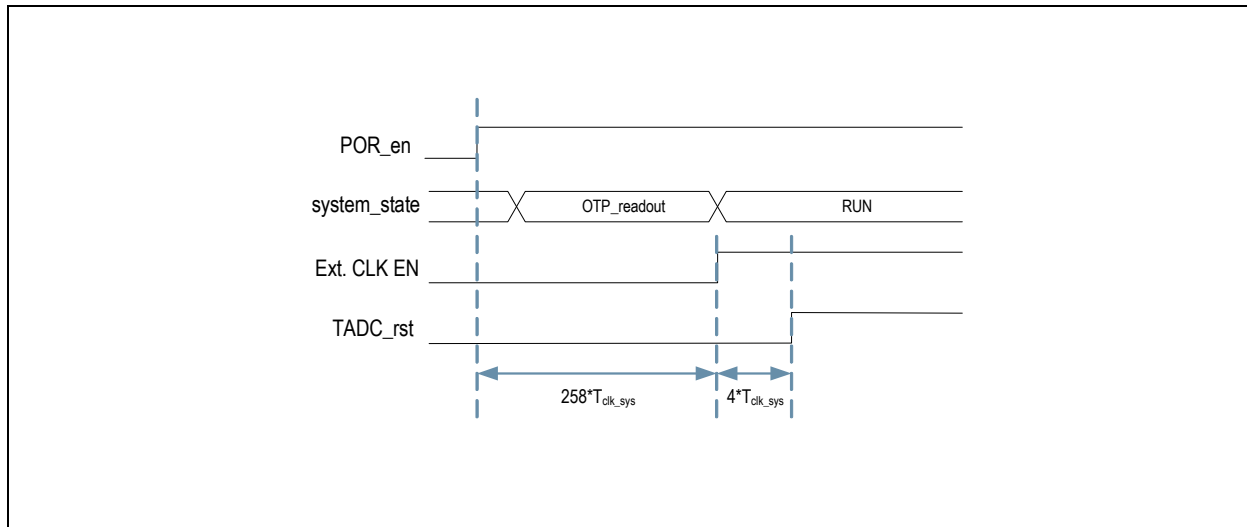 POR_en
system_state
OTP_readout
RUN
Ext. CLK EN
TADC_rst
258*Tclk_sys
4*Tclk_sys